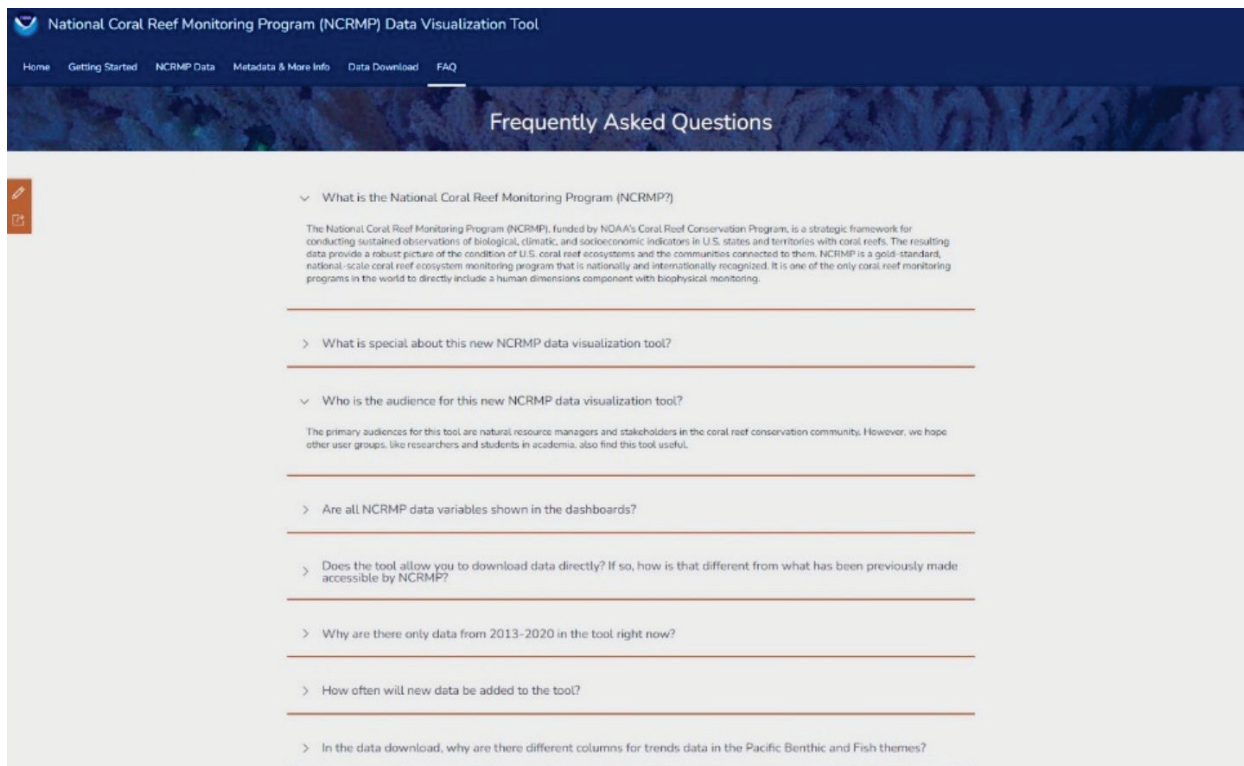 National Coral Reef Monitoring Program (NCRMP) Data Visualization Tool
Home Getting Started NCRMP Data Metadata & More Info Data Download FAQ
Frequently Asked Questions
What is the National Coral Reef Monitoring Program (NCRMP?)
The National Coral Reef Monitoring Program (NCRMP), funded by NOAA's Coral Reef Conservation Program, is a strategic framework for
conducting sustained observations of biological, climatic, and socioeconomic indicators in U.S. states and territories with coral reefs. The resulting
data provide a robust picture of the condition of U.S. coral reef ecosystems and the communities connected to them. NCRMP is a gold-standard,
national-scale coral reef ecosystem monitoring program that is nationally and internationally recognized. It is one of the only coral reef monitoring
programs in the world to directly include a human dimensions component with biophysical monitoring.
What is special about this new NCRMP data visualization tool?
Who is the audience for this new NCRMP data visualization tool?
The primary audiences for this tool are natural resource managers and stakeholders in the coral reef conservation community. However, we hope
other user groups, like researchers and students in academia, also find this tool useful.
Are all NCRMP data variables shown in the dashboards?
Does the tool allow you to download data directly? If so, how is that different from what has been previously made
accessible by NCRMP?
Why are there only data from 2013-2020 in the tool right now?
How often will new data be added to the tool?
In the data download, why are there different columns for trends data in the Pacific Benthic and Fish themes?